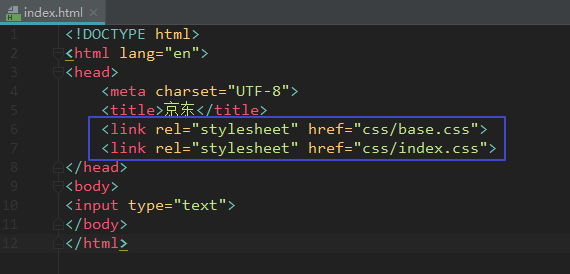 index.html ×
1 <!DOCTYPE html>
2 <html lang="en">
3 <head>
4 <meta charset="UTF-8">
5 <title>京东</title>
6 <link rel="stylesheet" href="css/base.css">
7 <link rel="stylesheet" href="css/index.css">
8 </head>
9 <body>
10 <input type="text">
11 </body>
12 </html>